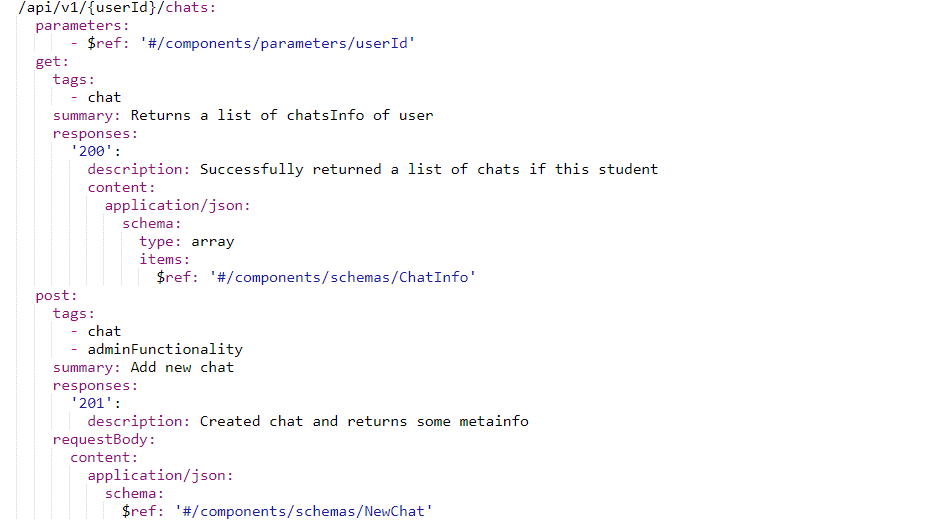 /api/v1/{userId}/chats:
  parameters:
      - $ref: '#/components/parameters/userId'
  get:
    tags:
      - chat
    summary: Returns a list of chatsInfo of user
    responses:
      '200':
        description: Successfully returned a list of chats if this student
        content:
          application/json:
            schema:
              type: array
              items:
                $ref: '#/components/schemas/ChatInfo'
  post:
    tags:
      - chat
      - adminFunctionality
    summary: Add new chat
    responses:
      '201':
        description: Created chat and returns some metainfo
    requestBody:
      content:
        application/json:
          schema:
            $ref: '#/components/schemas/NewChat'